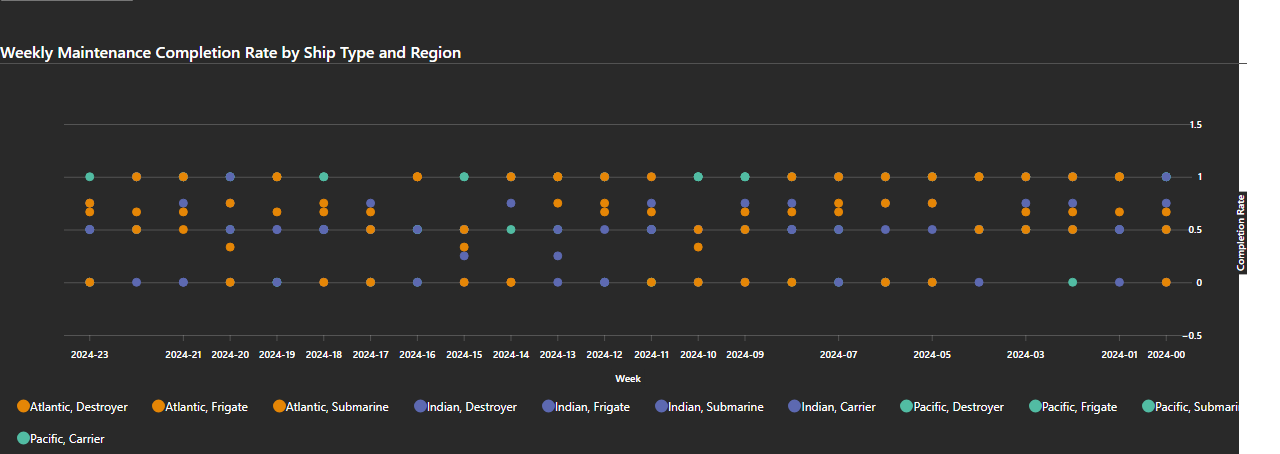 Weekly Maintenance Completion Rate by Ship Type and Region
1.5
1
0.5
0
−0.5
Completion Rate
2024-23 2024-21 2024-20 2024-19 2024-18 2024-17 2024-16 2024-15 2024-14 2024-13 2024-12 2024-11 2024-10 2024-09 2024-07 2024-05 2024-03 2024-01 2024-00
Week
Atlantic, Destroyer Atlantic, Frigate Atlantic, Submarine Indian, Destroyer Indian, Frigate Indian, Submarine Indian, Carrier Pacific, Destroyer Pacific, Frigate Pacific, Submari
Pacific, Carrier